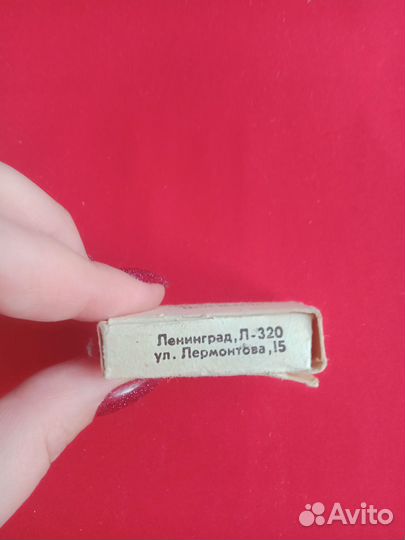 Ленинград, Л-320
ул. Лермонтова, 15
Avito